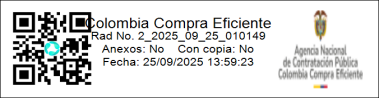 Colombia Compra Eficiente
Rad No. 2_2025_09_25_010149
Anexos: No Con copia: No
Fecha: 25/09/2025 13:59:23
Agencia Nacional
de Contratación Pública
Colombia Compra Eficiente